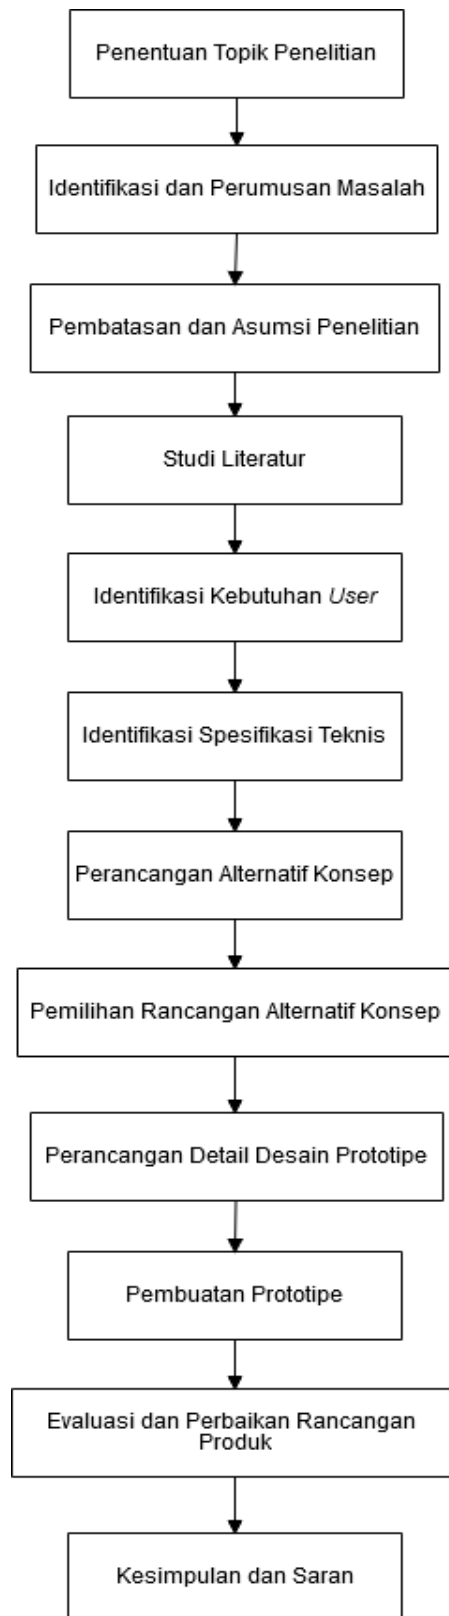 Penentuan Topik Penelitian
Identifikasi dan Perumusan Masalah
Pembatasan dan Asumsi Penelitian
Studi Literatur
Identifikasi Kebutuhan User
Identifikasi Spesifikasi Teknis
Perancangan Alternatif Konsep
Pemilihan Rancangan Alternatif Konsep
Perancangan Detail Desain Prototipe
Pembuatan Prototipe
Evaluasi dan Perbaikan Rancangan
Produk
Kesimpulan dan Saran